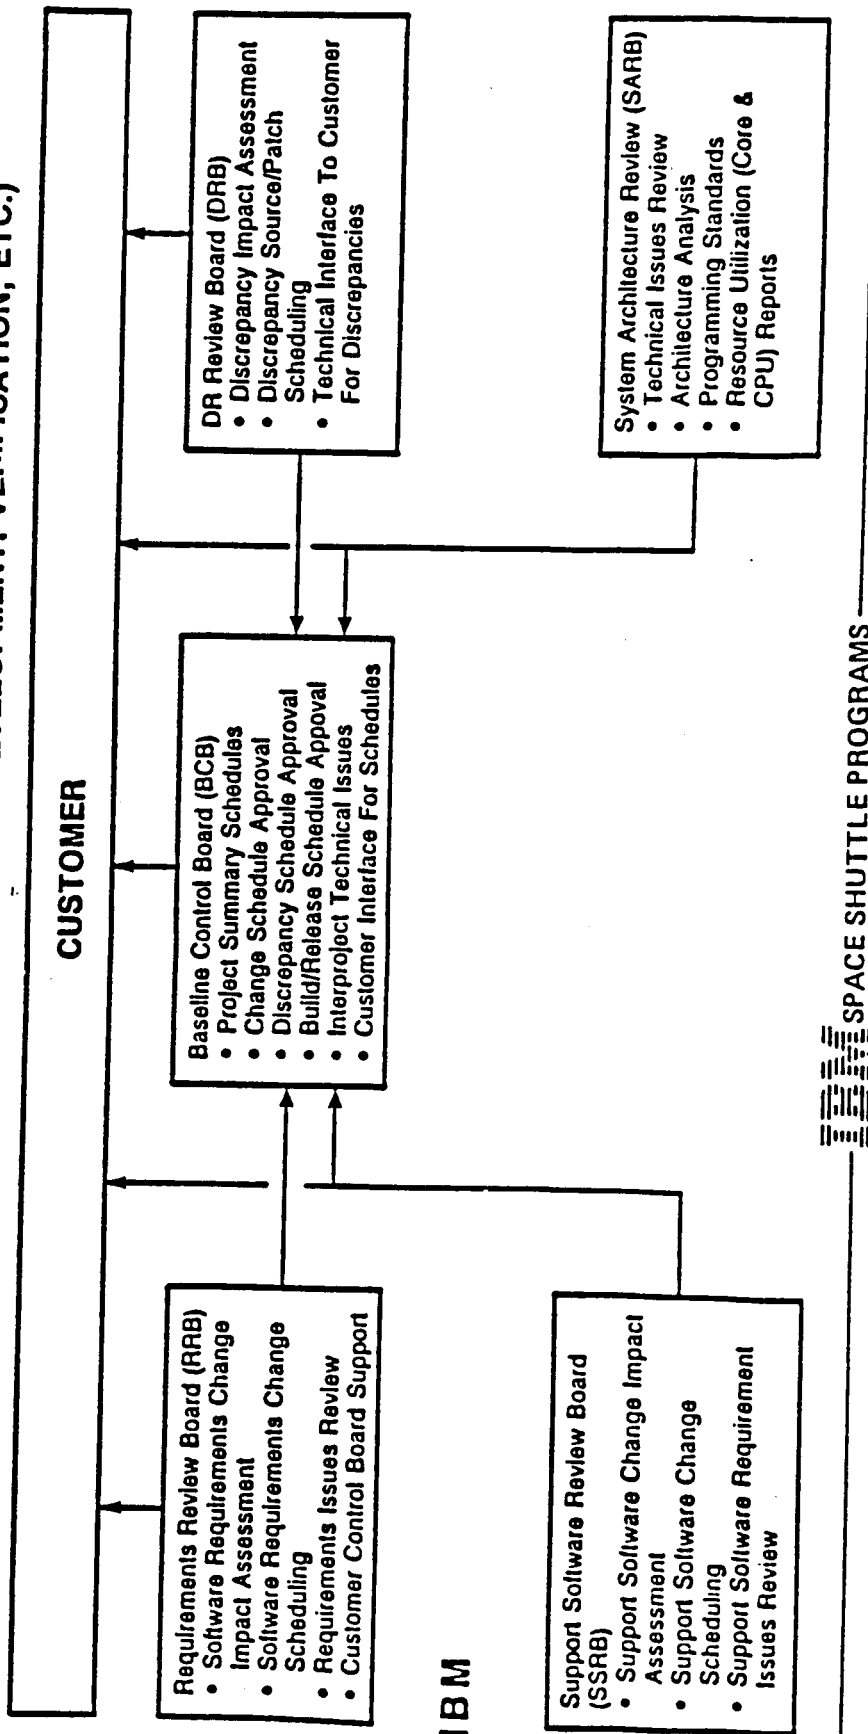 VERIFICATION, ETC.)
CUSTOMER
Requirements Review Board (RRB)
• Software Requirements Change
Impact Assessment
• Software Requirements Change
Scheduling
• Requirements Issues Review
• Customer Control Board Support
Baseline Control Board (BCB)
• Project Summary Schedules
• Change Schedule Approval
• Discrepancy Schedule Approval
• Build/Release Schedule Appoval
• Interproject Technical Issues
• Customer Interface For Schedules
DR Review Board (DRB)
• Discrepancy Impact Assessment
• Discrepancy Source/Patch
Scheduling
• Technical Interface To Customer
For Discrepancies
IBM
Support Software Review Board
(SSRB)
• Support Software Change Impact
Assessment
• Support Software Change
Scheduling
• Support Software Requirement
Issues Review
System Architecture Review (SARB)
• Technical Issues Review
• Architecture Analysis
• Programming Standards
• Resource Utilization (Core &
CPU) Reports
IBM SPACE SHUTTLE PROGRAMS